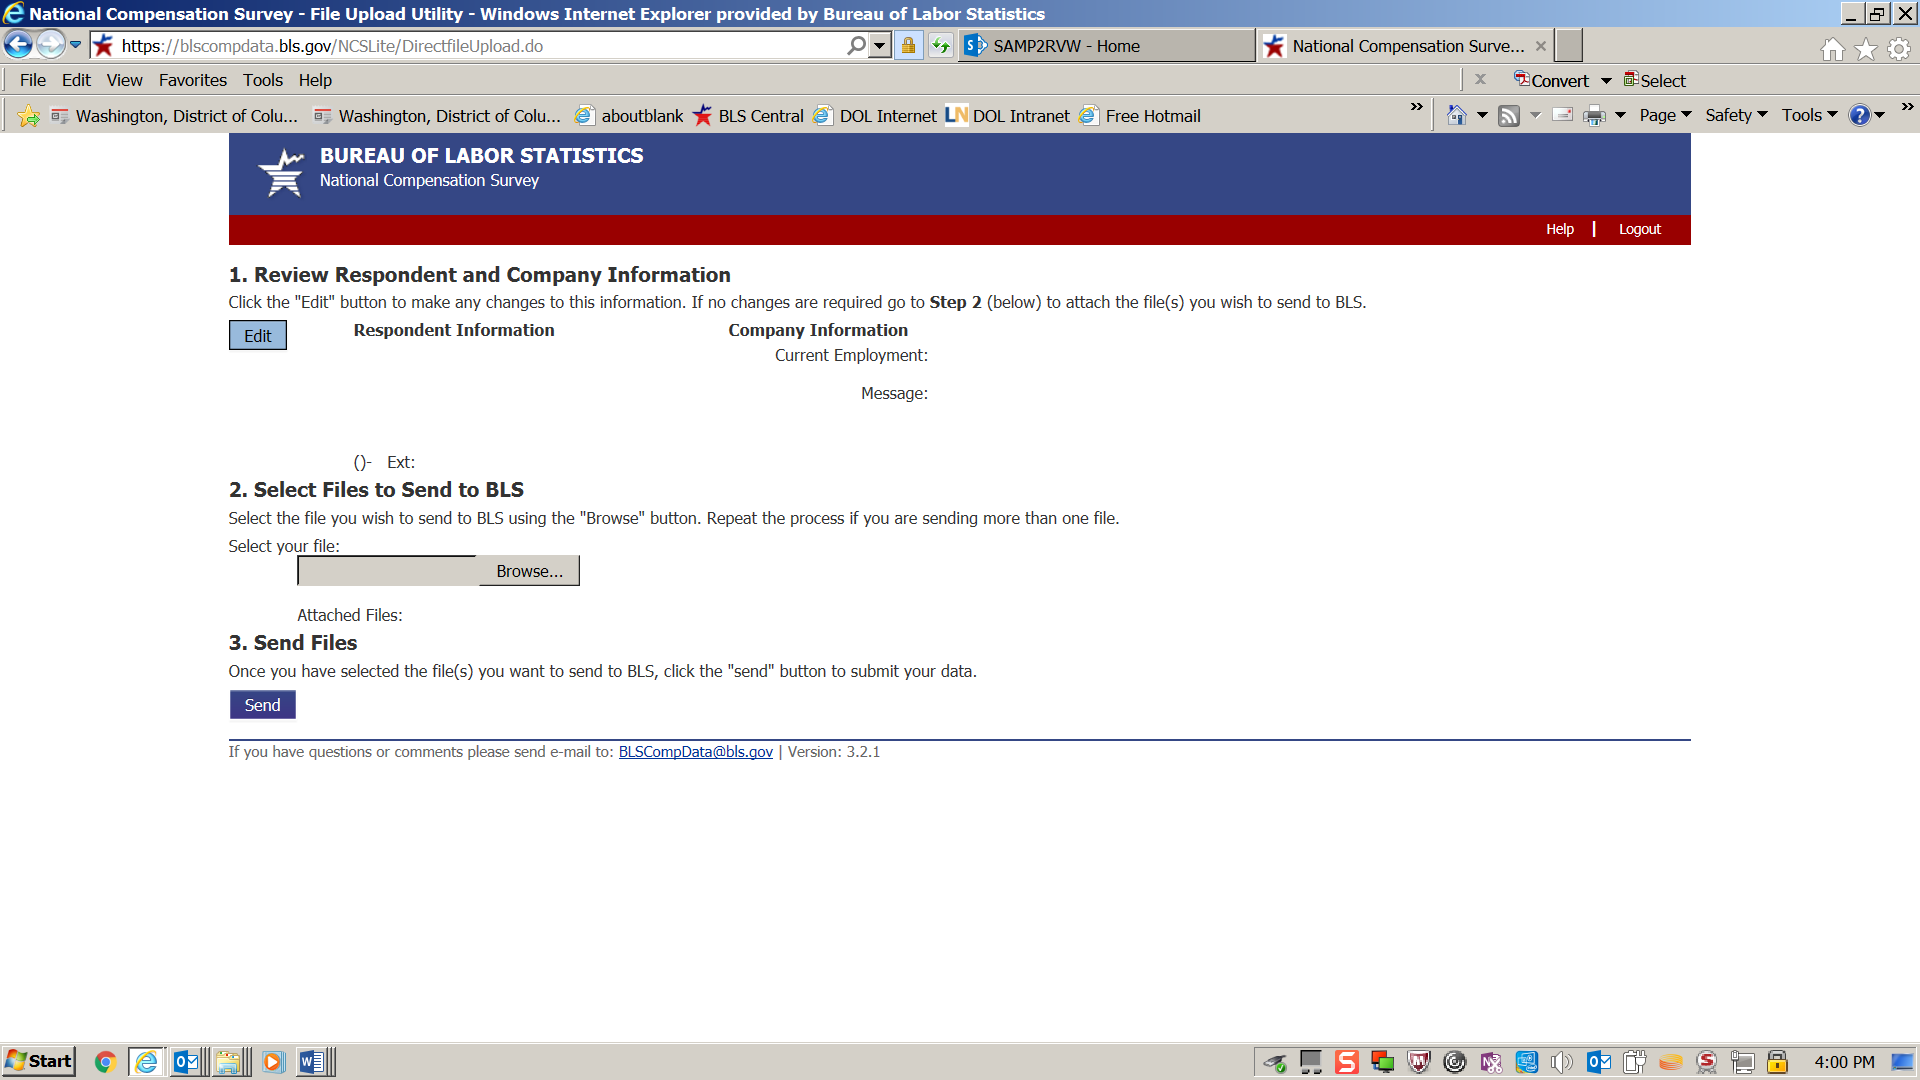 National Compensation Survey - File Upload Utility - Windows Internet Explorer provided by Bureau of Labor Statistics
https://blscompdata.bls.gov/NCSLite/DirectfileUpload.do
SAMP2RVW - Home
National Compensation Surve...
File Edit View Favorites Tools Help
Convert
Select
Washington, District of Colu...
Washington, District of Colu...
aboutblank
BLS Central
DOL Internet
LN DOL Intranet
Free Hotmail
Page Safety Tools
BUREAU OF LABOR STATISTICS
National Compensation Survey
Help | Logout
1. Review Respondent and Company Information
Click the "Edit" button to make any changes to this information. If no changes are required go to Step 2 (below) to attach the file(s) you wish to send to BLS.
Edit
Respondent Information
Company Information
Current Employment:
Message:
()- Ext:
2. Select Files to Send to BLS
Select the file you wish to send to BLS using the "Browse" button. Repeat the process if you are sending more than one file.
Select your file:
Browse...
Attached Files:
3. Send Files
Once you have selected the file(s) you want to send to BLS, click the "send" button to submit your data.
Send
If you have questions or comments please send e-mail to: BLSCompData@bls.gov | Version: 3.2.1
Start
4:00 PM